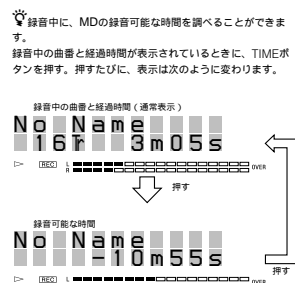 録音中に、MDの録音可能な時間を調べることができま
す。
録音中の曲番と経過時間が表示されているときに、TIMEボ
タンを押す。押すたびに、表示は次のように変わります。
録音中の曲番と経過時間（通常表示）
No Name
16Tr 3m05s
REC L R OVER
押す
録音可能な時間
No Name
-10m55s
押す
REC L OVER